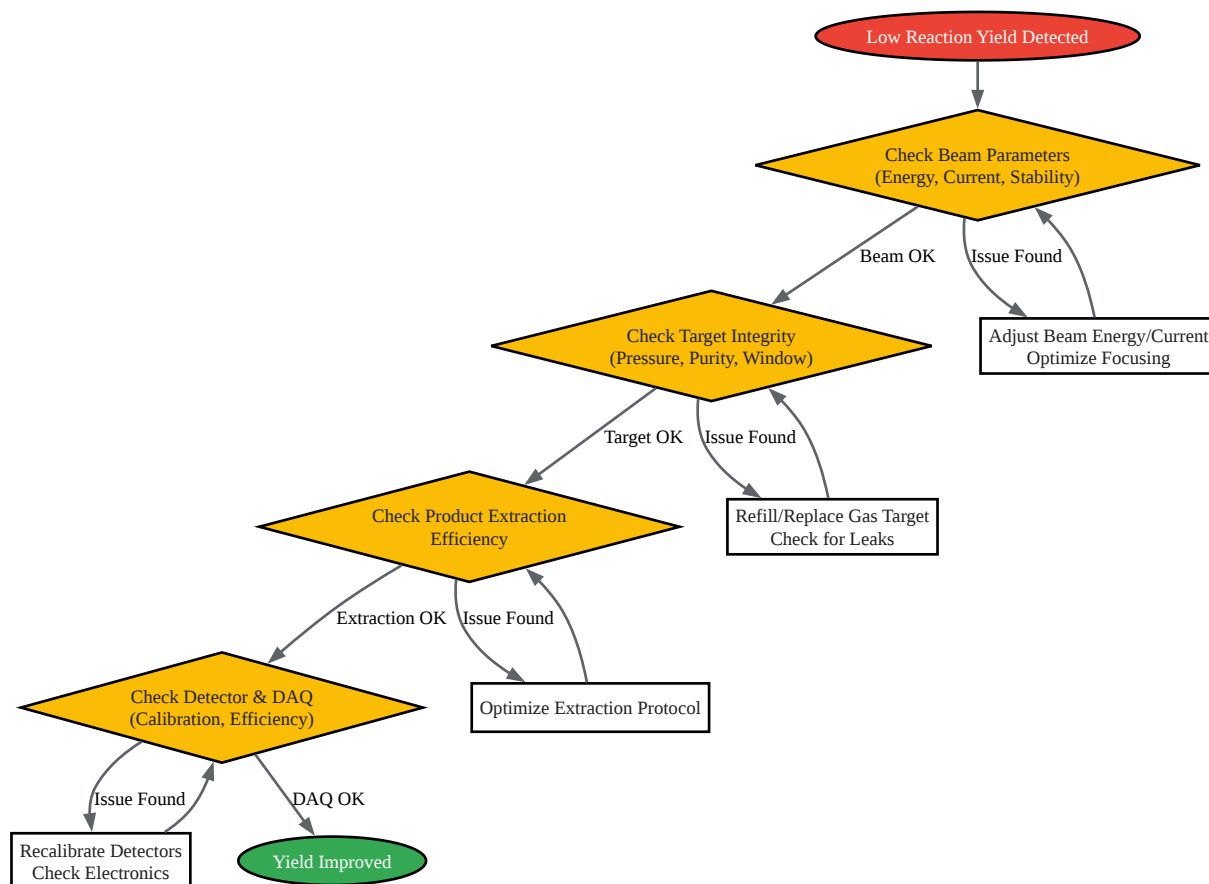 Low Reaction Yield Detected
Check Beam Parameters
(Energy, Current, Stability)
Beam OK
Issue Found
Adjust Beam Energy/Current
Optimize Focusing
Check Target Integrity
(Pressure, Purity, Window)
Target OK
Issue Found
Refill/Replace Gas Target
Check for Leaks
Check Product Extraction
Efficiency
Extraction OK
Issue Found
Optimize Extraction Protocol
Check Detector & DAQ
(Calibration, Efficiency)
Issue Found
DAQ OK
Recalibrate Detectors
Check Electronics
Yield Improved